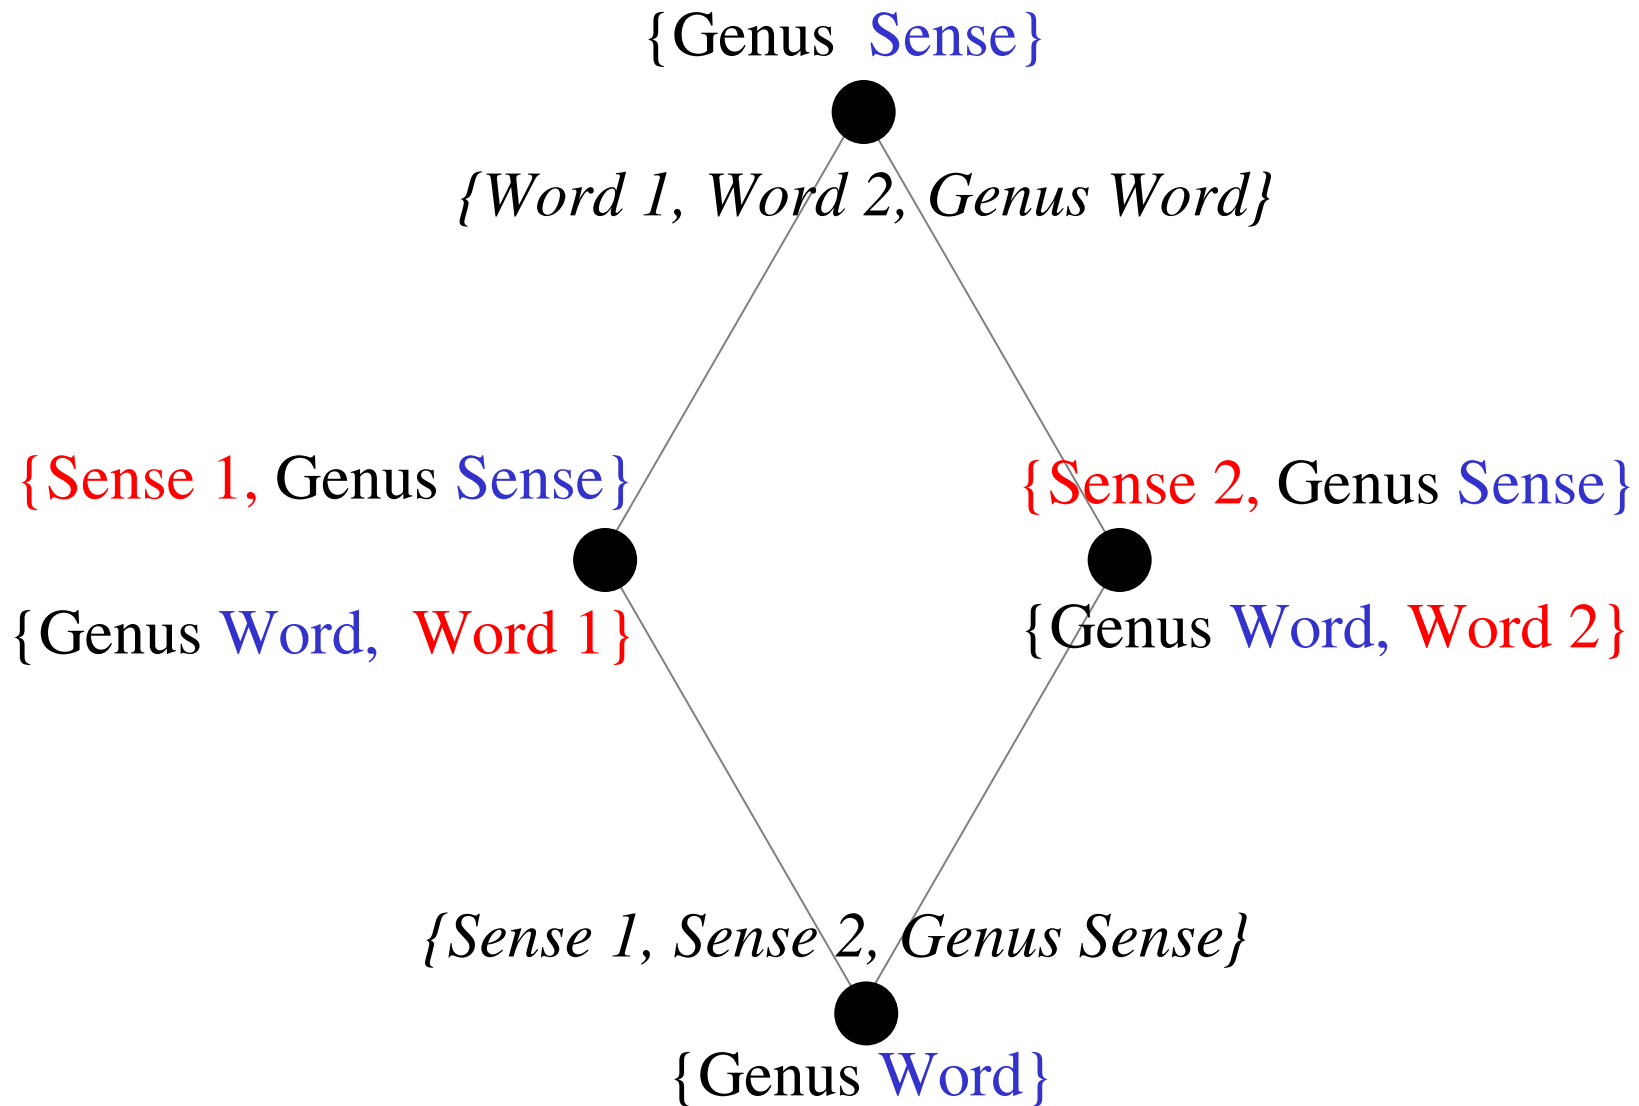 {Genus Sense}
{Word 1, Word 2, Genus Word}
{Sense 1, Genus Sense}
{Sense 2, Genus Sense}
{Genus Word, Word 1}
{Genus Word, Word 2}
{Sense 1, Sense 2, Genus Sense}
{Genus Word}